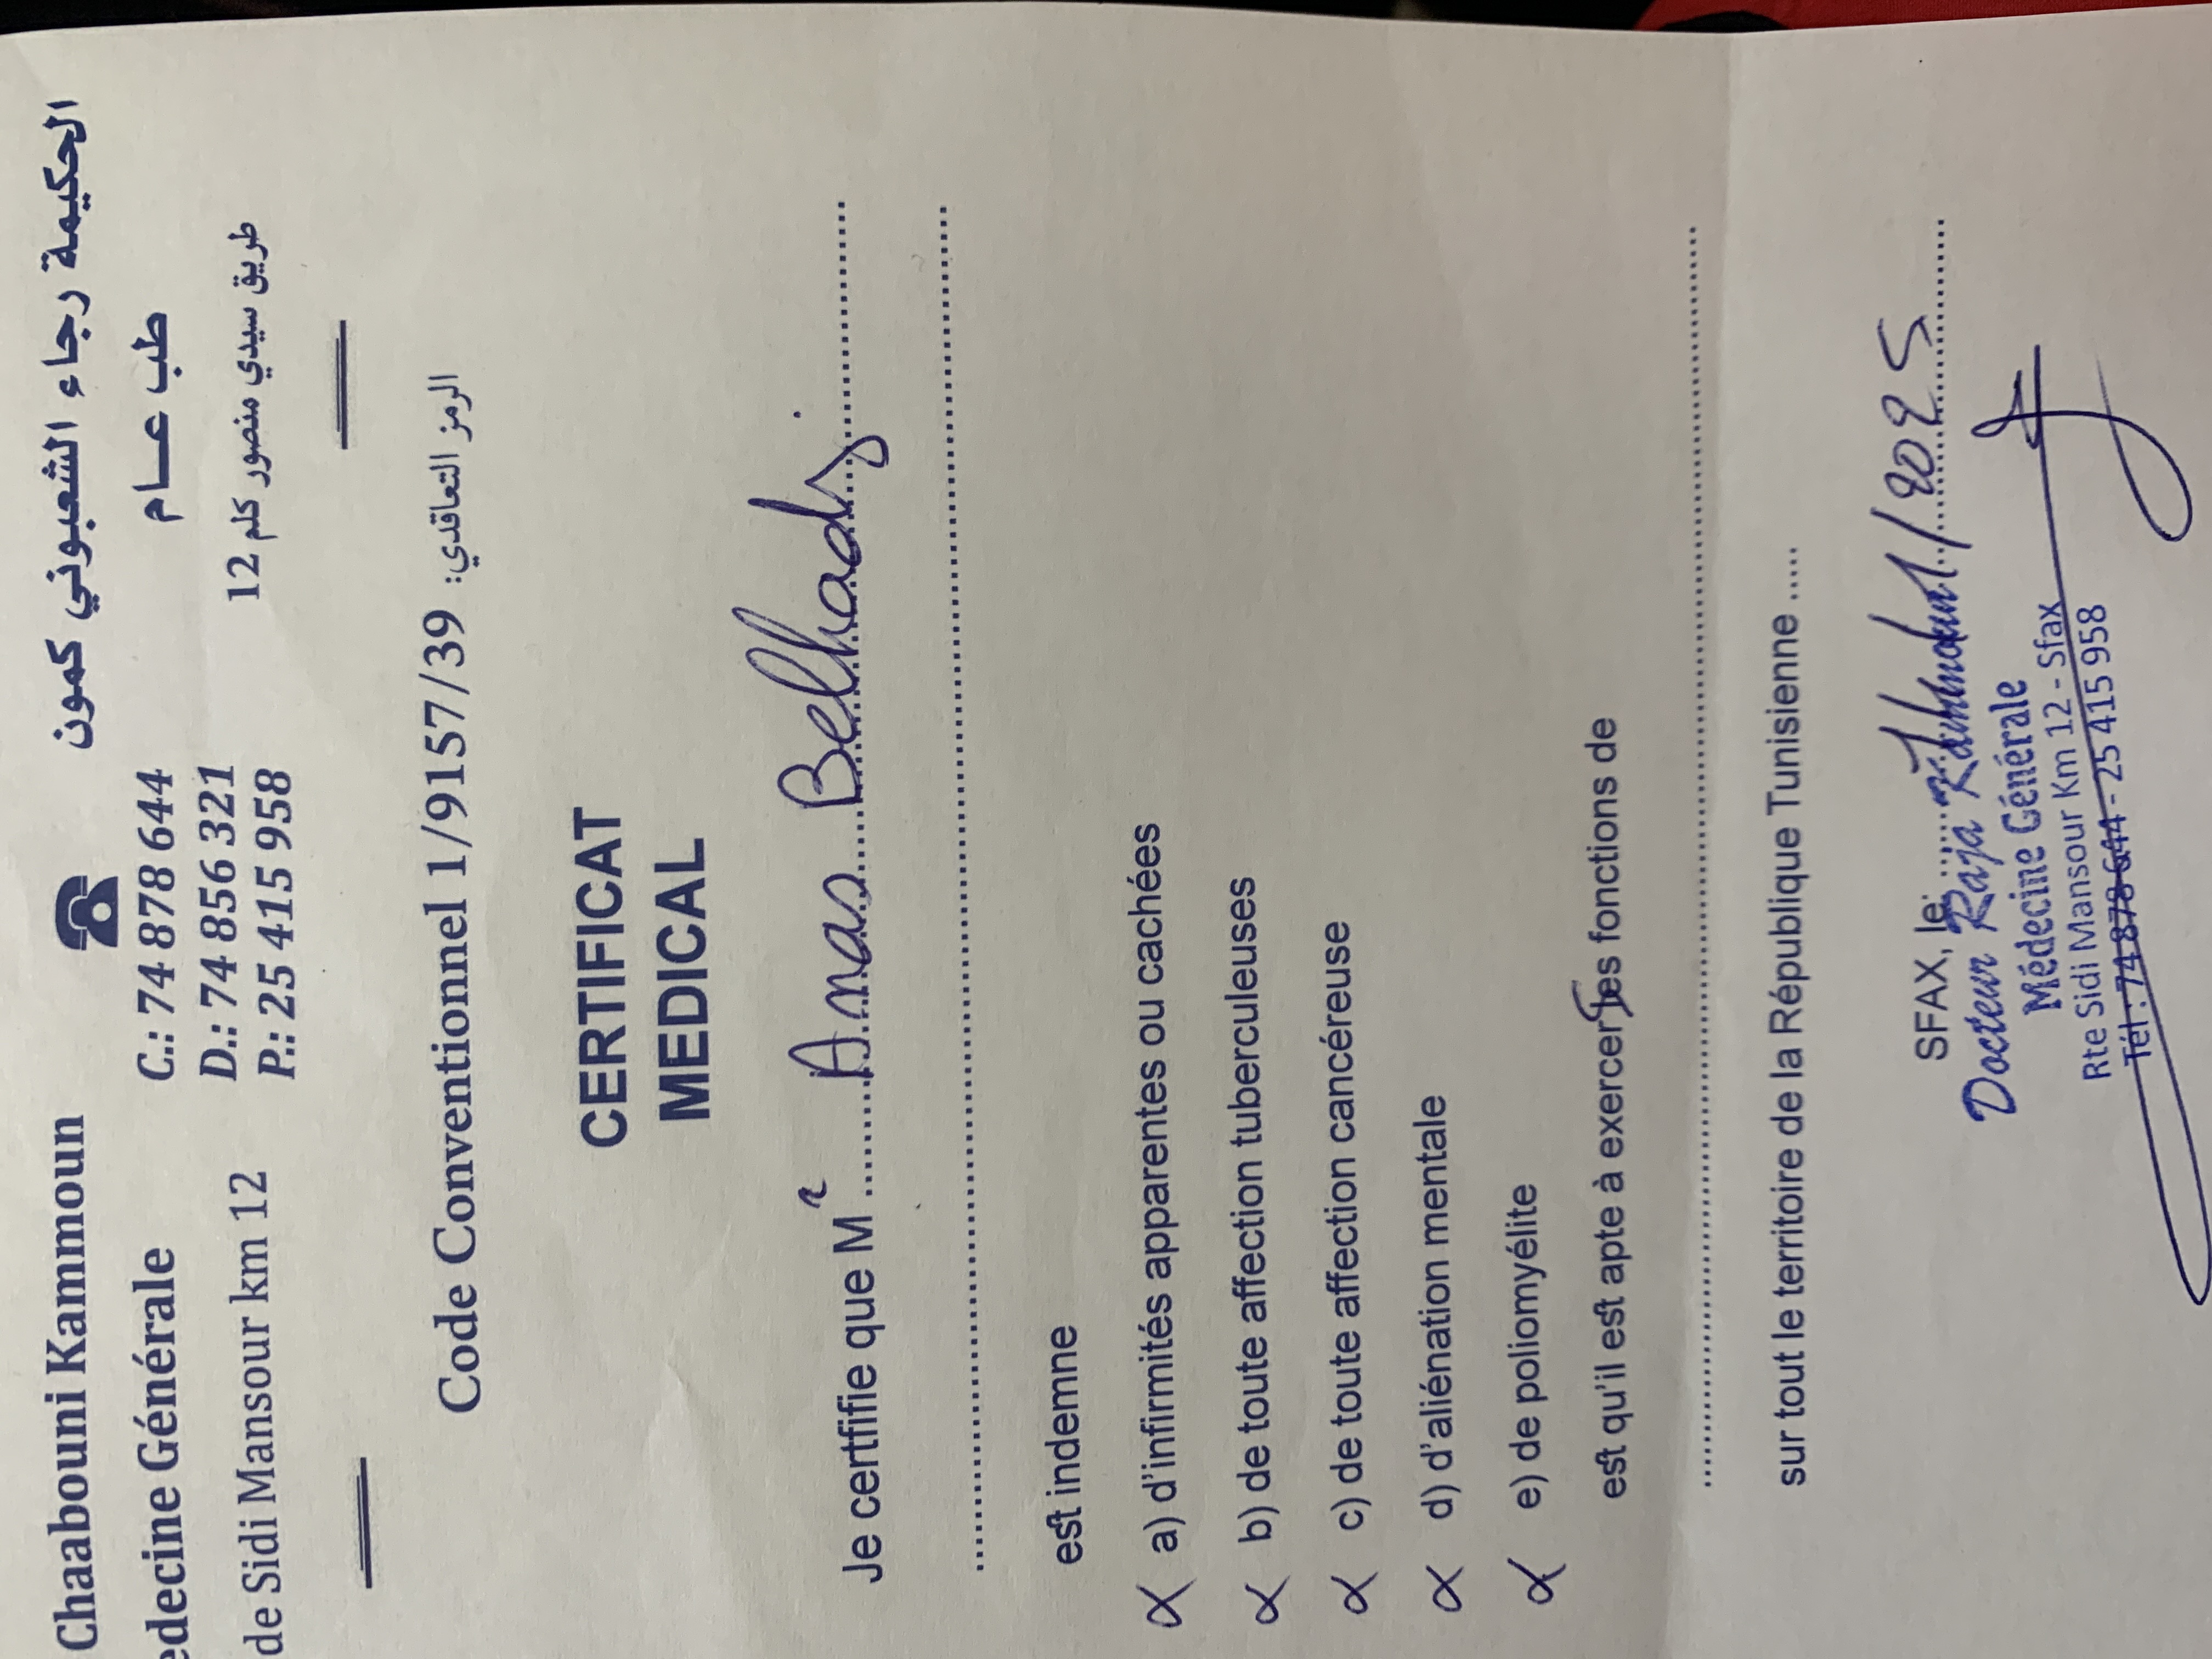 Chaabouni Kammoun
edecine Générale
de Sidi Mansour km 12
C.: 74 878 644
D.: 74 856 321
P.: 25 415 958
الحكيمة رجاء الشعبوني كمون
طب عـــام
طريق سيدي منصور كلم 12
Code Conventionnel 1/9157/39 :الرمز التعاقدي
CERTIFICAT
MEDICAL
Je certifie que Mr Anas Belhadj
est indemne
a) d'infirmités apparentes ou cachées
b) de toute affection tuberculeuses
c) de toute affection cancéreuse
d) d'aliénation mentale
e) de poliomyélite
est qu'il est apte à exercer les fonctions de
sur tout le territoire de la République Tunisienne .....
SFAX, le: / 2025
Docteur Raja Kammoun
Médecine Générale
Rte Sidi Mansour Km 12 - Sfax
Tél : 74 878 644 - 25 415 958